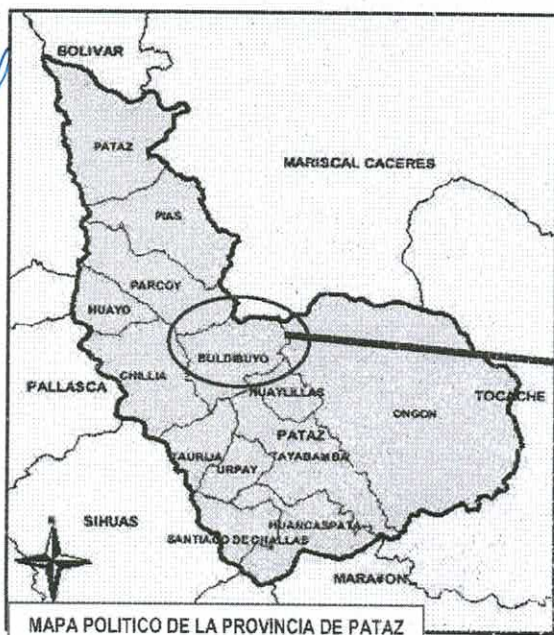 BOLIVAR
PATAZ
MARISCAL CACERES
PIAS
PARCOY
HUAYO
BULDIBUYO
CHILLIA
PALLASCA
HUAYLILLAS
ONGON
TOCACHE
PATAZ
TAYABAMBA
TAURIJA
URPAY
SIHUAS
HUANCASPATA
SANTIAGO DE CHALLAS
MARAÑON
N
MAPA POLITICO DE LA PROVINCIA DE PATAZ